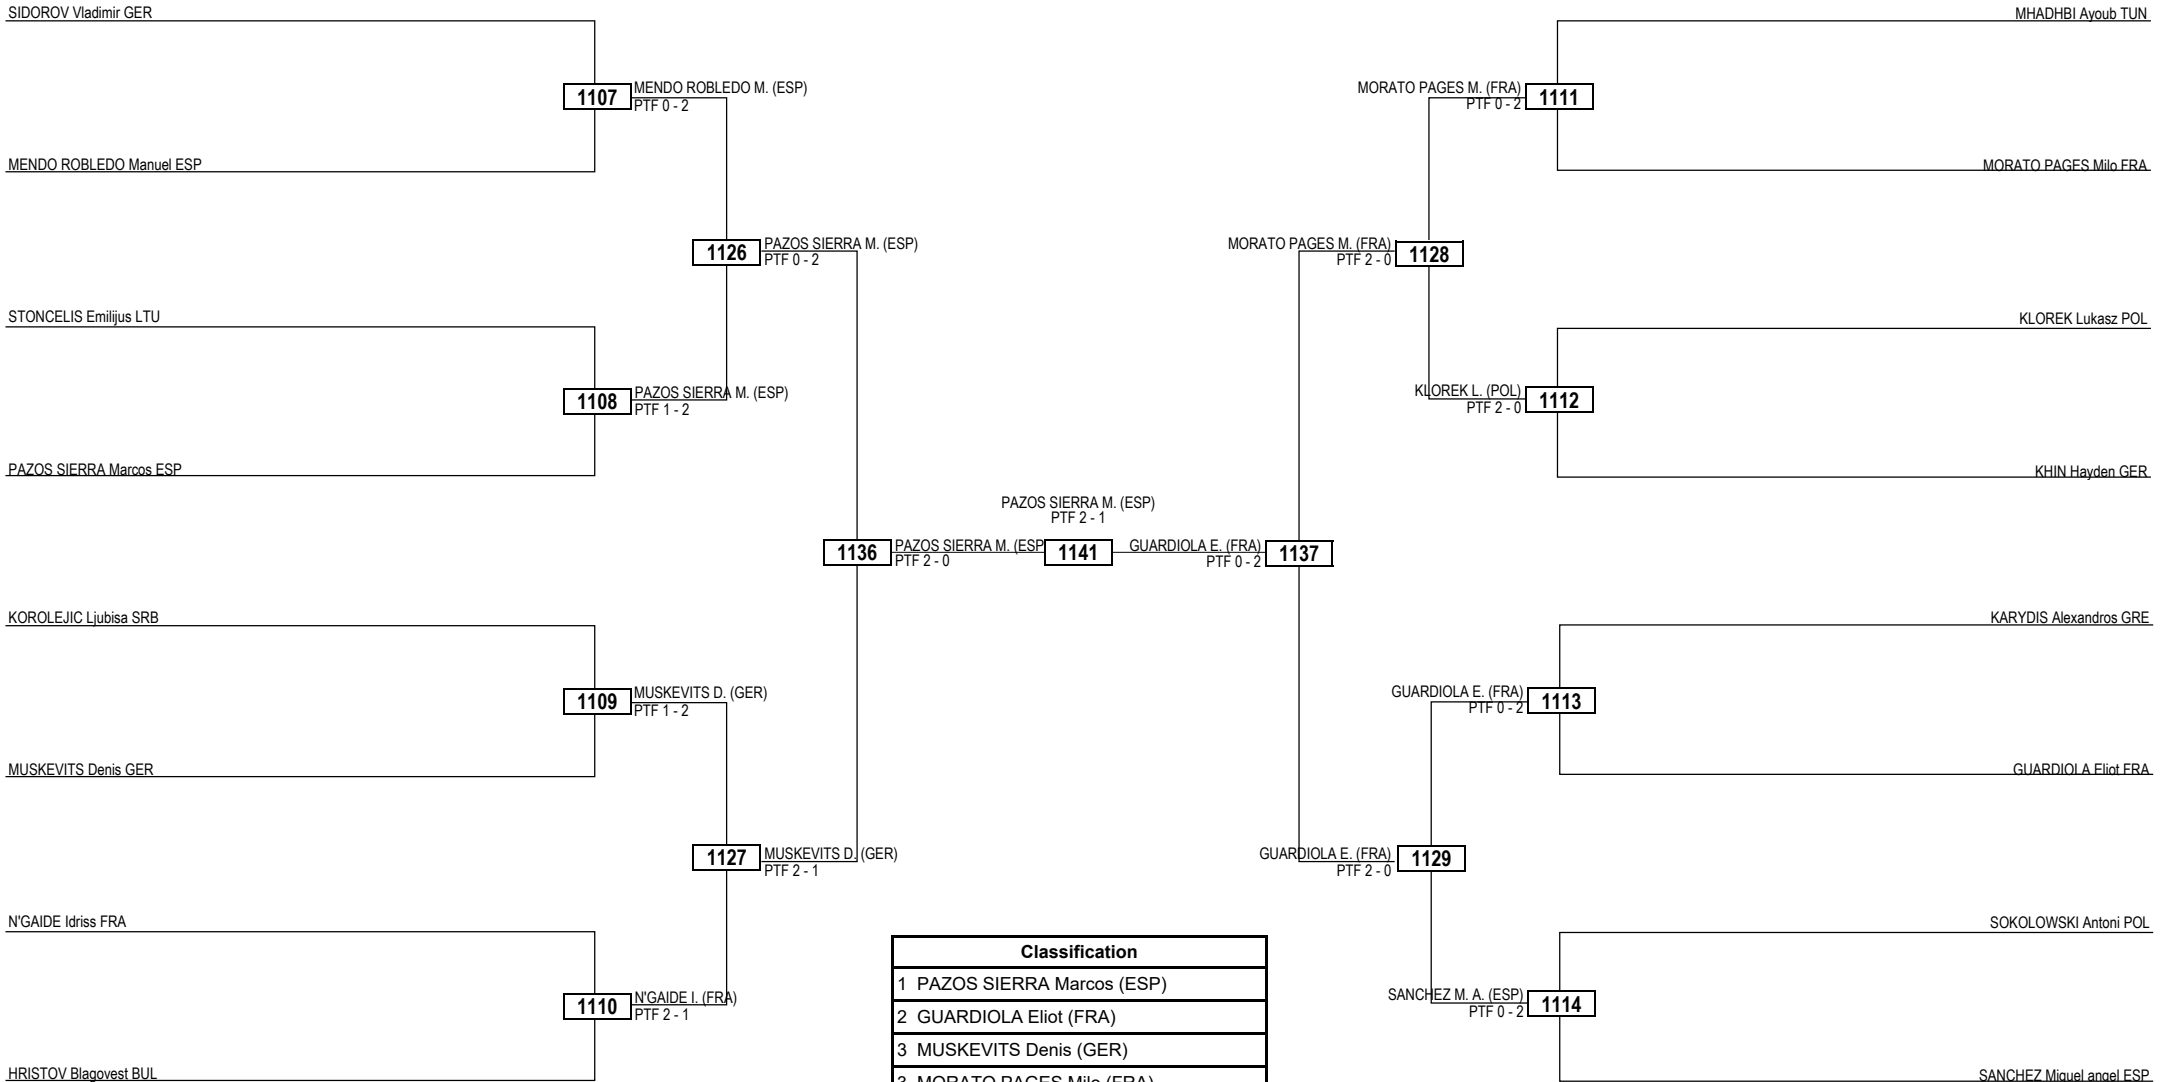 SIDOROV Vladimir GER
MHADHBI Ayoub TUN
1107
MENDO ROBLEDO M. (ESP)
PTF 0 - 2
MORATO PAGES M. (FRA)
PTF 0 - 2
1111
MENDO ROBLEDO Manuel ESP
MORATO PAGES Milo FRA
1126
PAZOS SIERRA M. (ESP)
PTF 0 - 2
MORATO PAGES M. (FRA)
PTF 2 - 0
1128
STONCELIS Emilijus LTU
KLOREK Lukasz POL
1108
PAZOS SIERRA M. (ESP)
PTF 1 - 2
KLOREK L. (POL)
PTF 2 - 0
1112
PAZOS SIERRA Marcos ESP
KHIN Hayden GER
PAZOS SIERRA M. (ESP)
PTF 2 - 1
1136
PAZOS SIERRA M. (ESP
PTF 2 - 0
1141
GUARDIOLA E. (FRA)
PTF 0 - 2
1137
KOROLEJIC Ljubisa SRB
KARYDIS Alexandros GRE
1109
MUSKEVITS D. (GER)
PTF 1 - 2
GUARDIOLA E. (FRA)
PTF 0 - 2
1113
MUSKEVITS Denis GER
GUARDIOLA Eliot FRA
1127
MUSKEVITS D. (GER)
PTF 2 - 1
GUARDIOLA E. (FRA)
PTF 2 - 0
1129
N'GAIDE Idriss FRA
SOKOLOWSKI Antoni POL
1110
N'GAIDE I. (FRA)
PTF 2 - 1
SANCHEZ M. A. (ESP)
PTF 0 - 2
1114
HRISTOV Blagovest BUL
SANCHEZ Miguel angel ESP
Classification
1 PAZOS SIERRA Marcos (ESP)
2 GUARDIOLA Eliot (FRA)
3 MUSKEVITS Denis (GER)
3 MORATO PAGES Milo (FRA)